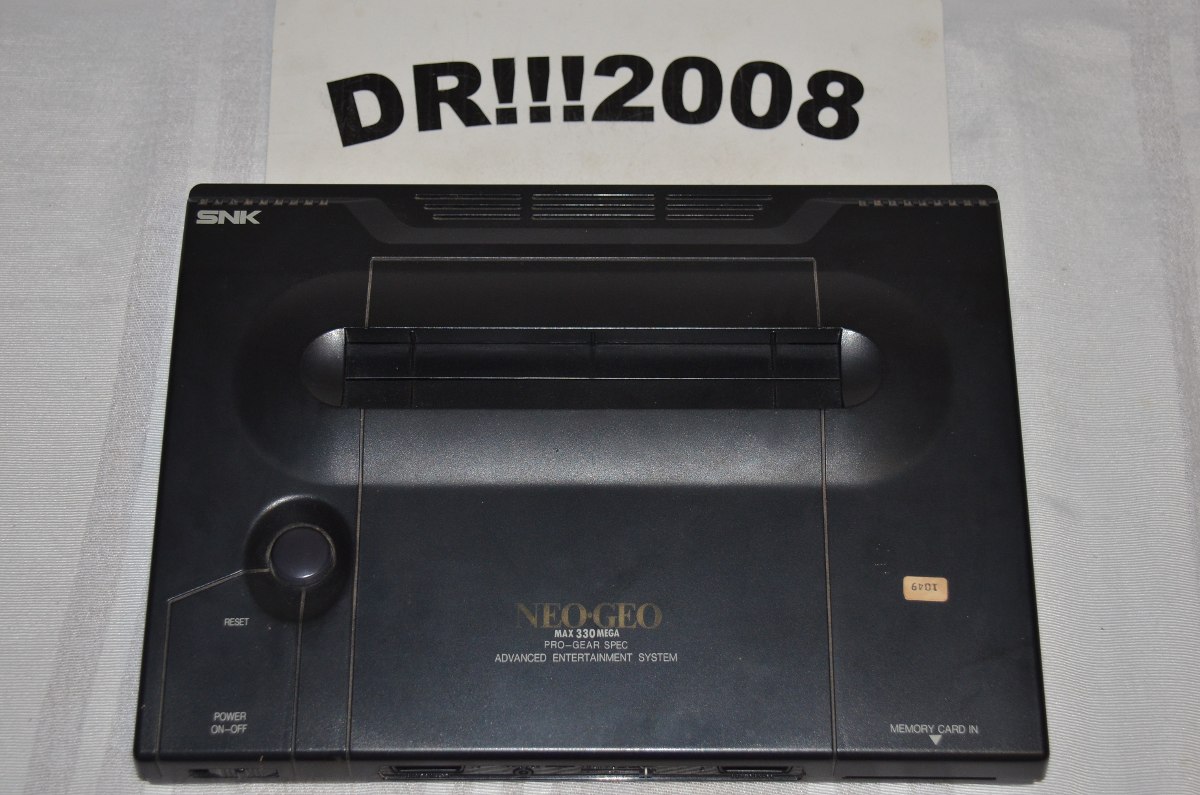 DR!!!2008
SNK
NEO·GEO
MAX 330 MEGA
PRO-GEAR SPEC
ADVANCED ENTERTAINMENT SYSTEM
1049
RESET
POWER
ON-OFF
MEMORY CARD IN